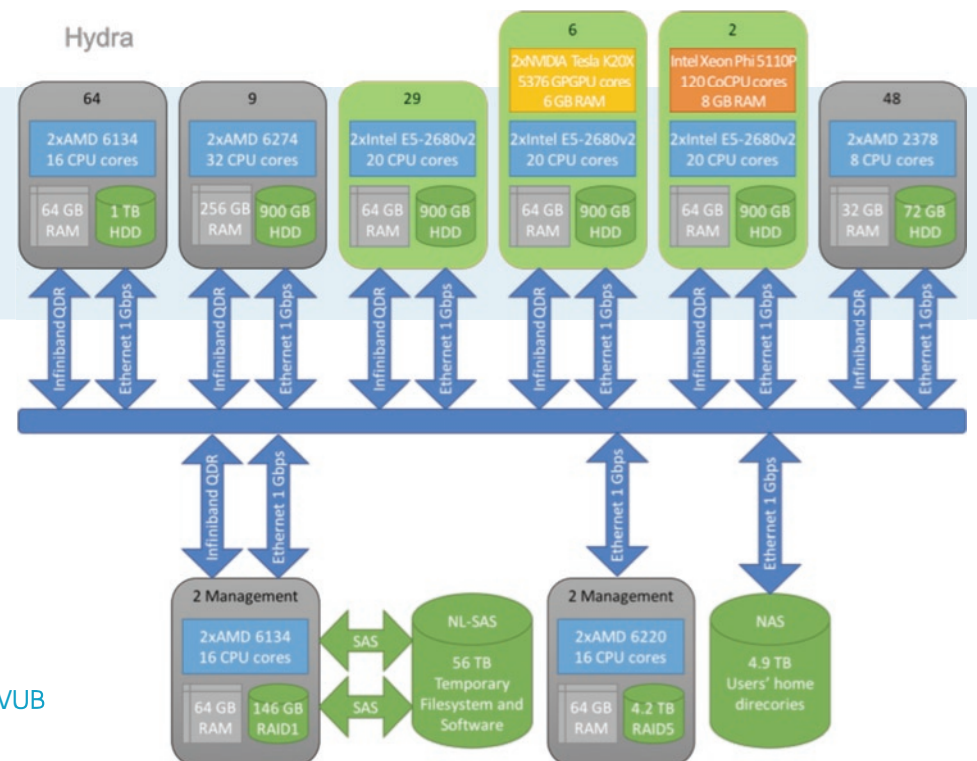 Hydra
64
2xAMD 6134
16 CPU cores
64 GB
RAM
1 TB
HDD
9
2xAMD 6274
32 CPU cores
256 GB
RAM
900 GB
HDD
29
2xIntel E5-2680v2
20 CPU cores
64 GB
RAM
900 GB
HDD
6
2xNVIDIA Tesla K20X
5376 GPGPU cores
6 GB RAM
2xIntel E5-2680v2
20 CPU cores
64 GB
RAM
900 GB
HDD
2
Intel Xeon Phi 5110P
120 CoCPU cores
8 GB RAM
2xIntel E5-2680v2
20 CPU cores
64 GB
RAM
900 GB
HDD
48
2xAMD 2378
8 CPU cores
32 GB
RAM
72 GB
HDD
Infiniband QDR
Ethernet 1 Gbps
Infiniband QDR
Ethernet 1 Gbps
Infiniband QDR
Ethernet 1 Gbps
Infiniband QDR
Ethernet 1 Gbps
Infiniband QDR
Ethernet 1 Gbps
Infiniband SDR
Ethernet 1 Gbps
Infiniband QDR
Ethernet 1 Gbps
Ethernet 1 Gbps
Ethernet 1 Gbps
2 Management
2xAMD 6134
16 CPU cores
64 GB
RAM
146 GB
RAID1
SAS
SAS
NL-SAS
56 TB
Temporary
Filesystem and
Software
2 Management
2xAMD 6220
16 CPU cores
64 GB
RAM
4.2 TB
RAID5
NAS
4.9 TB
Users' home
direcories
VUB